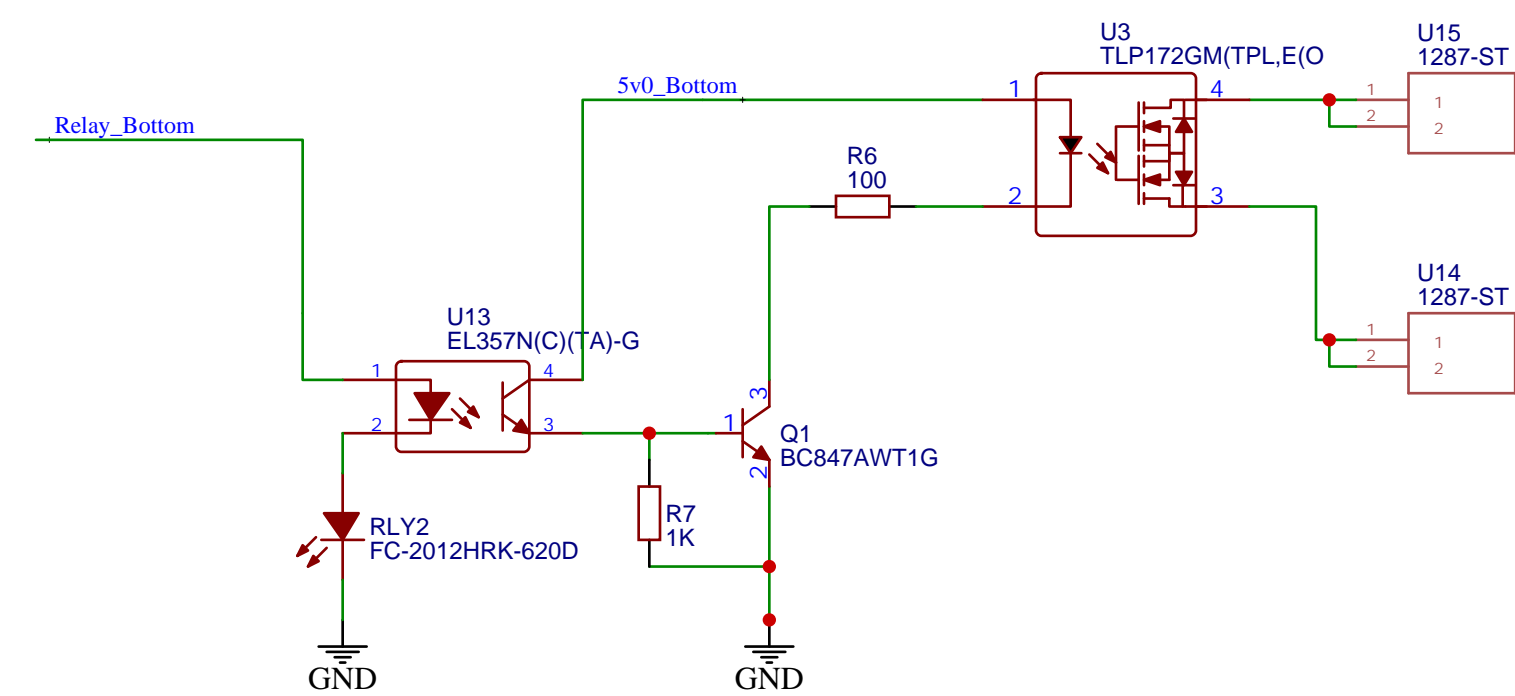 U3
TLP172GM(TPL,E(O
U15
1287-ST
5v0_Bottom
1
4
1
1
2
2
Relay_Bottom
R6
100
2
3
U14
1287-ST
U13
EL357N(C)(TA)-G
1
1
2
2
1
4
3
2
3
1
Q1
BC847AWT1G
2
R7
1K
RLY2
FC-2012HRK-620D
GND
GND